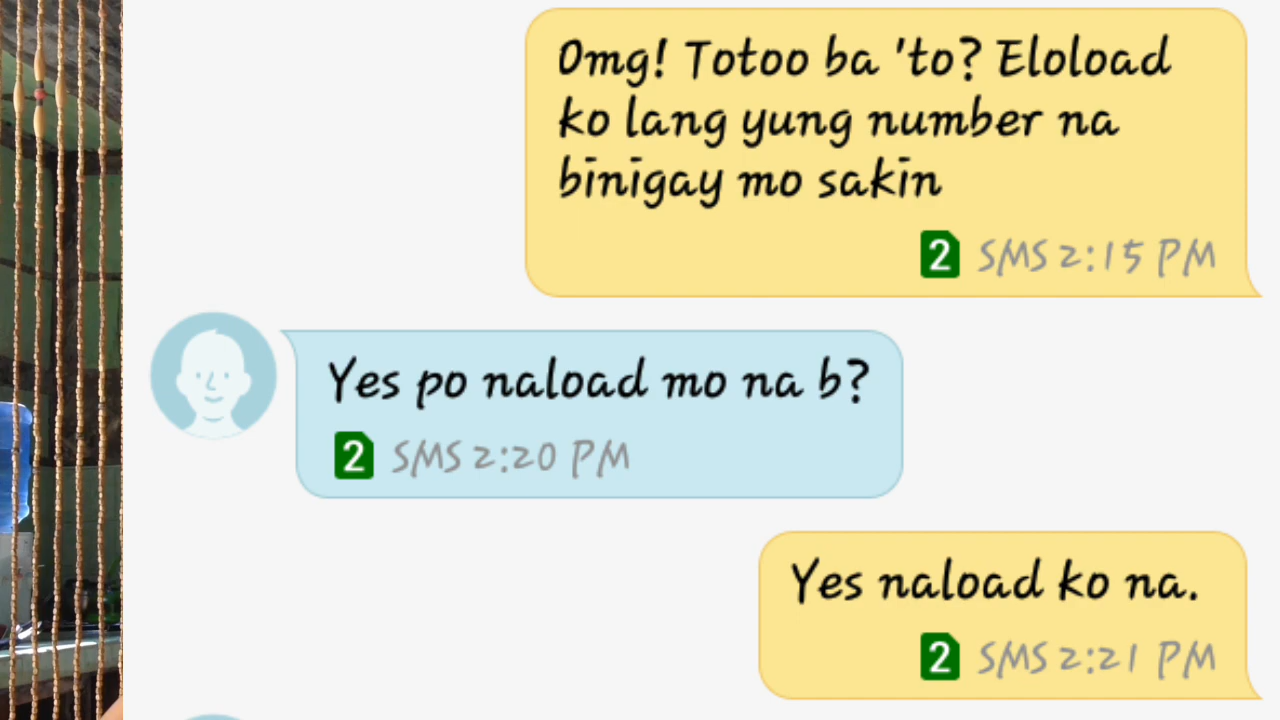 Omg! Totoo ba 'to? Eloload
ko lang yung number na
binigay mo sakin
2 SMS 2:15 PM
Yes po naload mo na b?
2 SMS 2:20 PM
Yes naload ko na.
2 SMS 2:21 PM